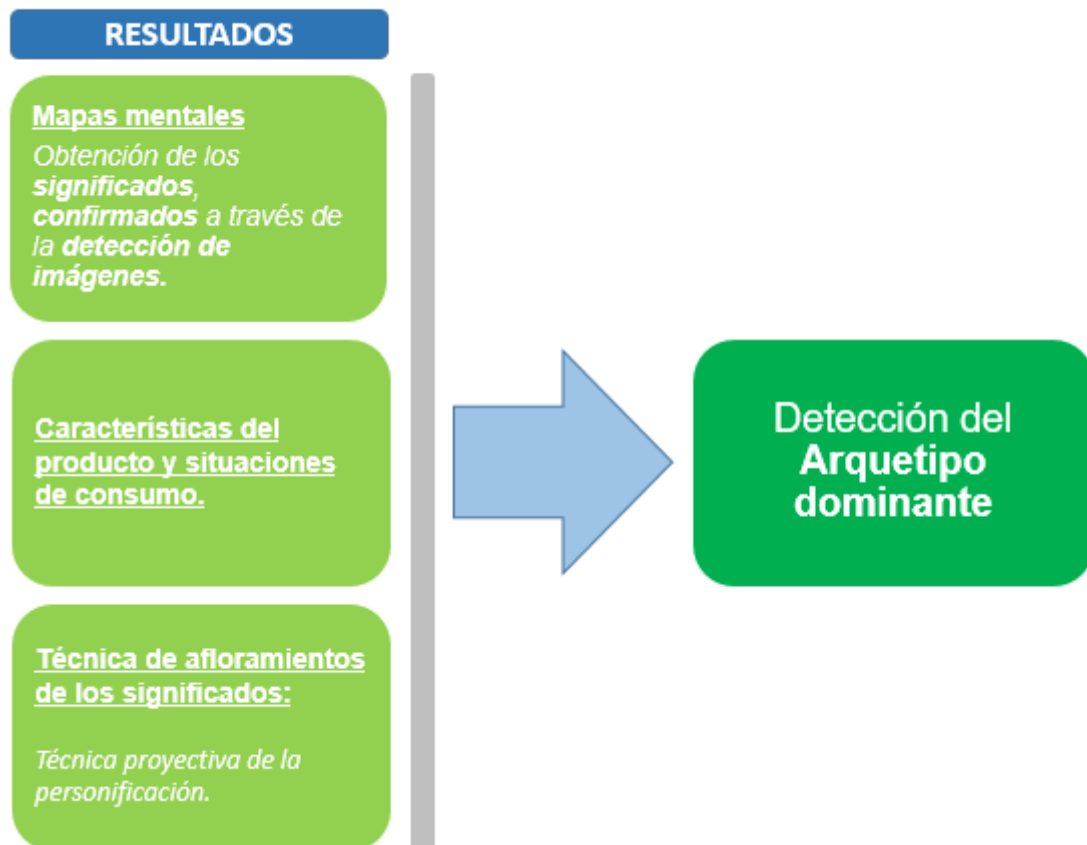 RESULTADOS
Mapas mentales
Obtención de los
significados,
confirmados a través de
la detección de
imágenes.
Características del
producto y situaciones
de consumo.
Técnica de afloramientos
de los significados:
Técnica proyectiva de la
personificación.
Detección del
Arquetipo
dominante